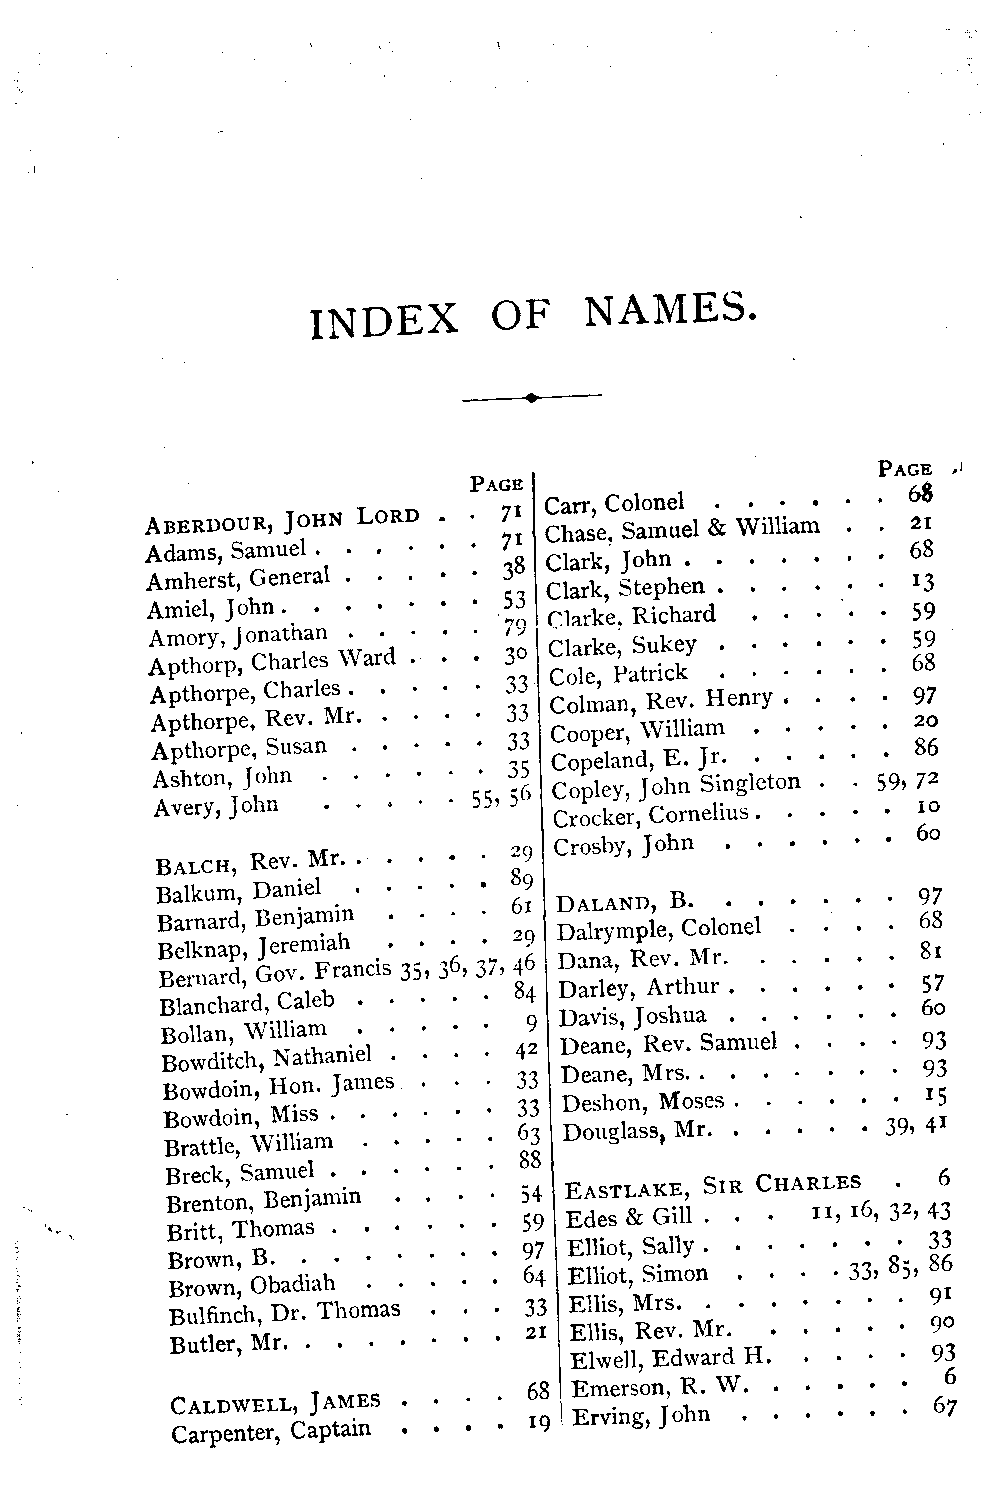 INDEX OF NAMES.
PAGE
ABERDOUR, JOHN LORD . . 71
Adams, Samuel . . . . . . 71
Amherst, General . . . . . 38
Amiel, John . . . . . . . 53
Amory, Jonathan . . . . . 79
Apthorp, Charles Ward . . . 30
Apthorpe, Charles . . . . . 33
Apthorpe, Rev. Mr. . . . . 33
Apthorpe, Susan . . . . . 33
Ashton, John . . . . . . 35
Avery, John . . . . . 55, 56
BALCH, Rev. Mr. . . . . . 29
Balkum, Daniel . . . . . 89
Barnard, Benjamin . . . . 61
Belknap, Jeremiah . . . . 29
Bernard, Gov. Francis 35, 36, 37, 46
Blanchard, Caleb . . . . . 84
Bollan, William . . . . . 9
Bowditch, Nathaniel . . . . 42
Bowdoin, Hon. James . . . 33
Bowdoin, Miss . . . . . . 33
Brattle, William . . . . . 63
Breck, Samuel . . . . . . 88
Brenton, Benjamin . . . . 54
Britt, Thomas . . . . . . 59
Brown, B. . . . . . . . 97
Brown, Obadiah . . . . . 64
Bulfinch, Dr. Thomas . . . 33
Butler, Mr. . . . . . . . 21
CALDWELL, JAMES . . . . 68
Carpenter, Captain . . . . 19
PAGE
Carr, Colonel . . . . . . 68
Chase, Samuel & William . . 21
Clark, John . . . . . . . 68
Clark, Stephen . . . . . . 13
Clarke, Richard . . . . . 59
Clarke, Sukey . . . . . . 59
Cole, Patrick . . . . . . 68
Colman, Rev. Henry . . . . 97
Cooper, William . . . . . 20
Copeland, E. Jr. . . . . . 86
Copley, John Singleton . . 59, 72
Crocker, Cornelius . . . . . 10
Crosby, John . . . . . . 60
DALAND, B. . . . . . . 97
Dalrymple, Colonel . . . . 68
Dana, Rev. Mr. . . . . . 81
Darley, Arthur . . . . . . 57
Davis, Joshua . . . . . . 60
Deane, Rev. Samuel . . . . 93
Deane, Mrs. . . . . . . . 93
Deshon, Moses . . . . . . 15
Douglass, Mr. . . . . . 39, 41
EASTLAKE, SIR CHARLES . 6
Edes & Gill . . . 11, 16, 32, 43
Elliot, Sally . . . . . . . 33
Elliot, Simon . . . . 33, 85, 86
Ellis, Mrs. . . . . . . . 91
Ellis, Rev. Mr. . . . . . 90
Elwell, Edward H. . . . . 93
Emerson, R. W. . . . . . 6
Erving, John . . . . . . 67